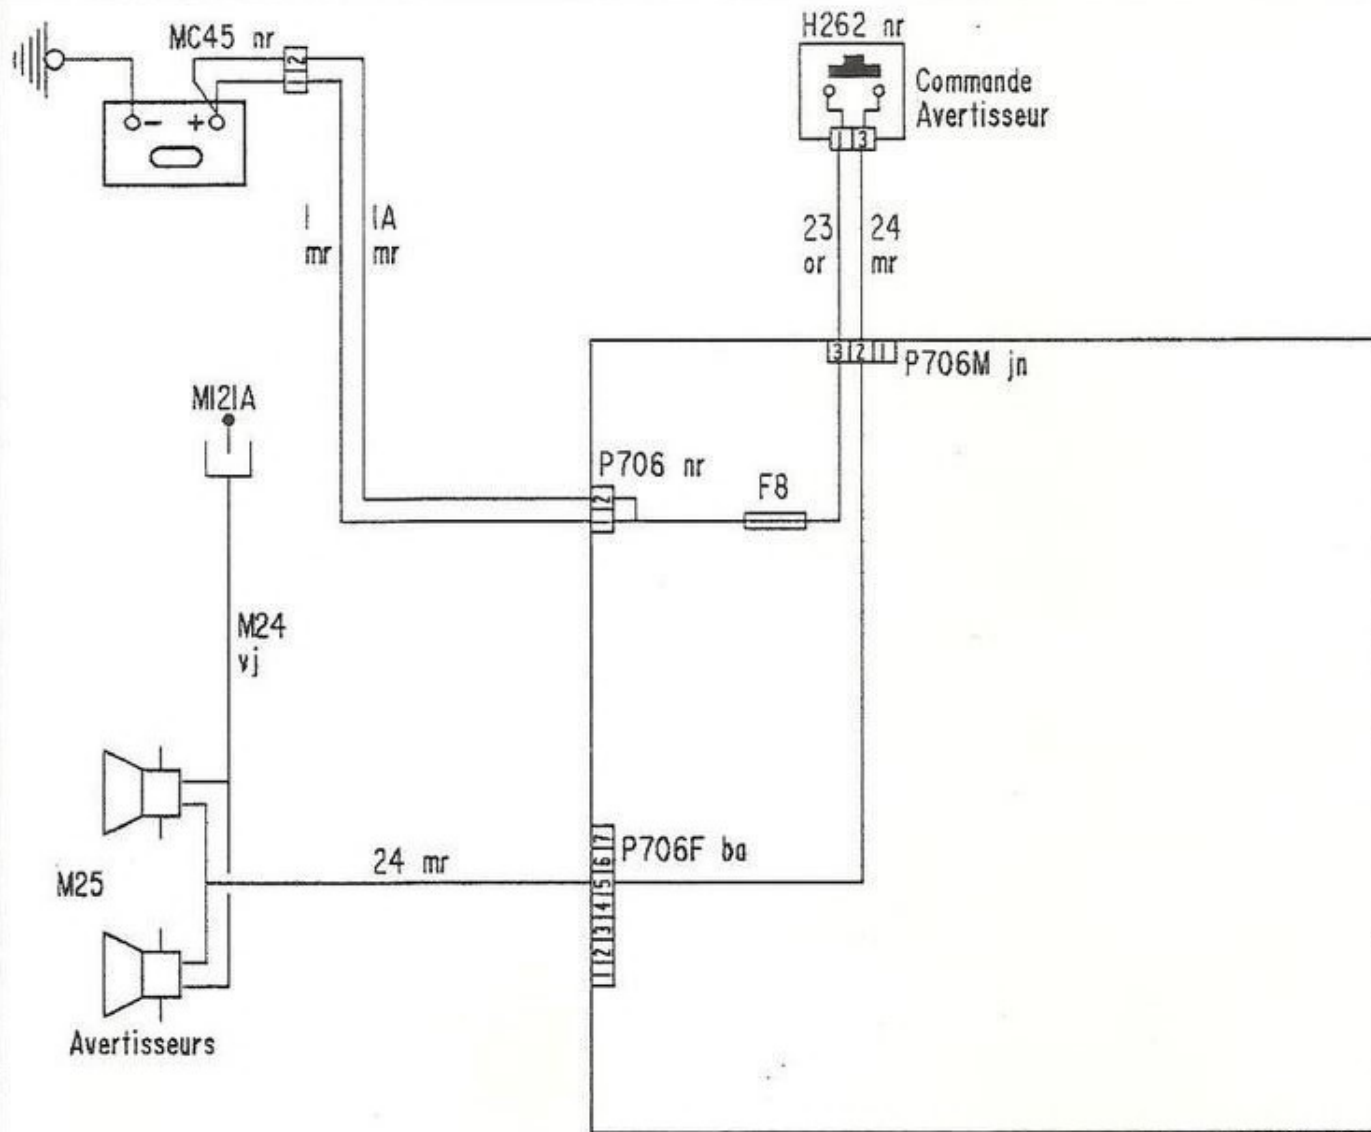 MC45 nr
2
1
- +
H262 nr
Commande
Avertisseur
1 3
1
mr
1A
mr
23
or
24
mr
3 2 1
P706M jn
M121A
P706 nr
2
1
F8
M24
vj
P706F ba
7
6
5
4
3
2
1
24 mr
M25
Avertisseurs